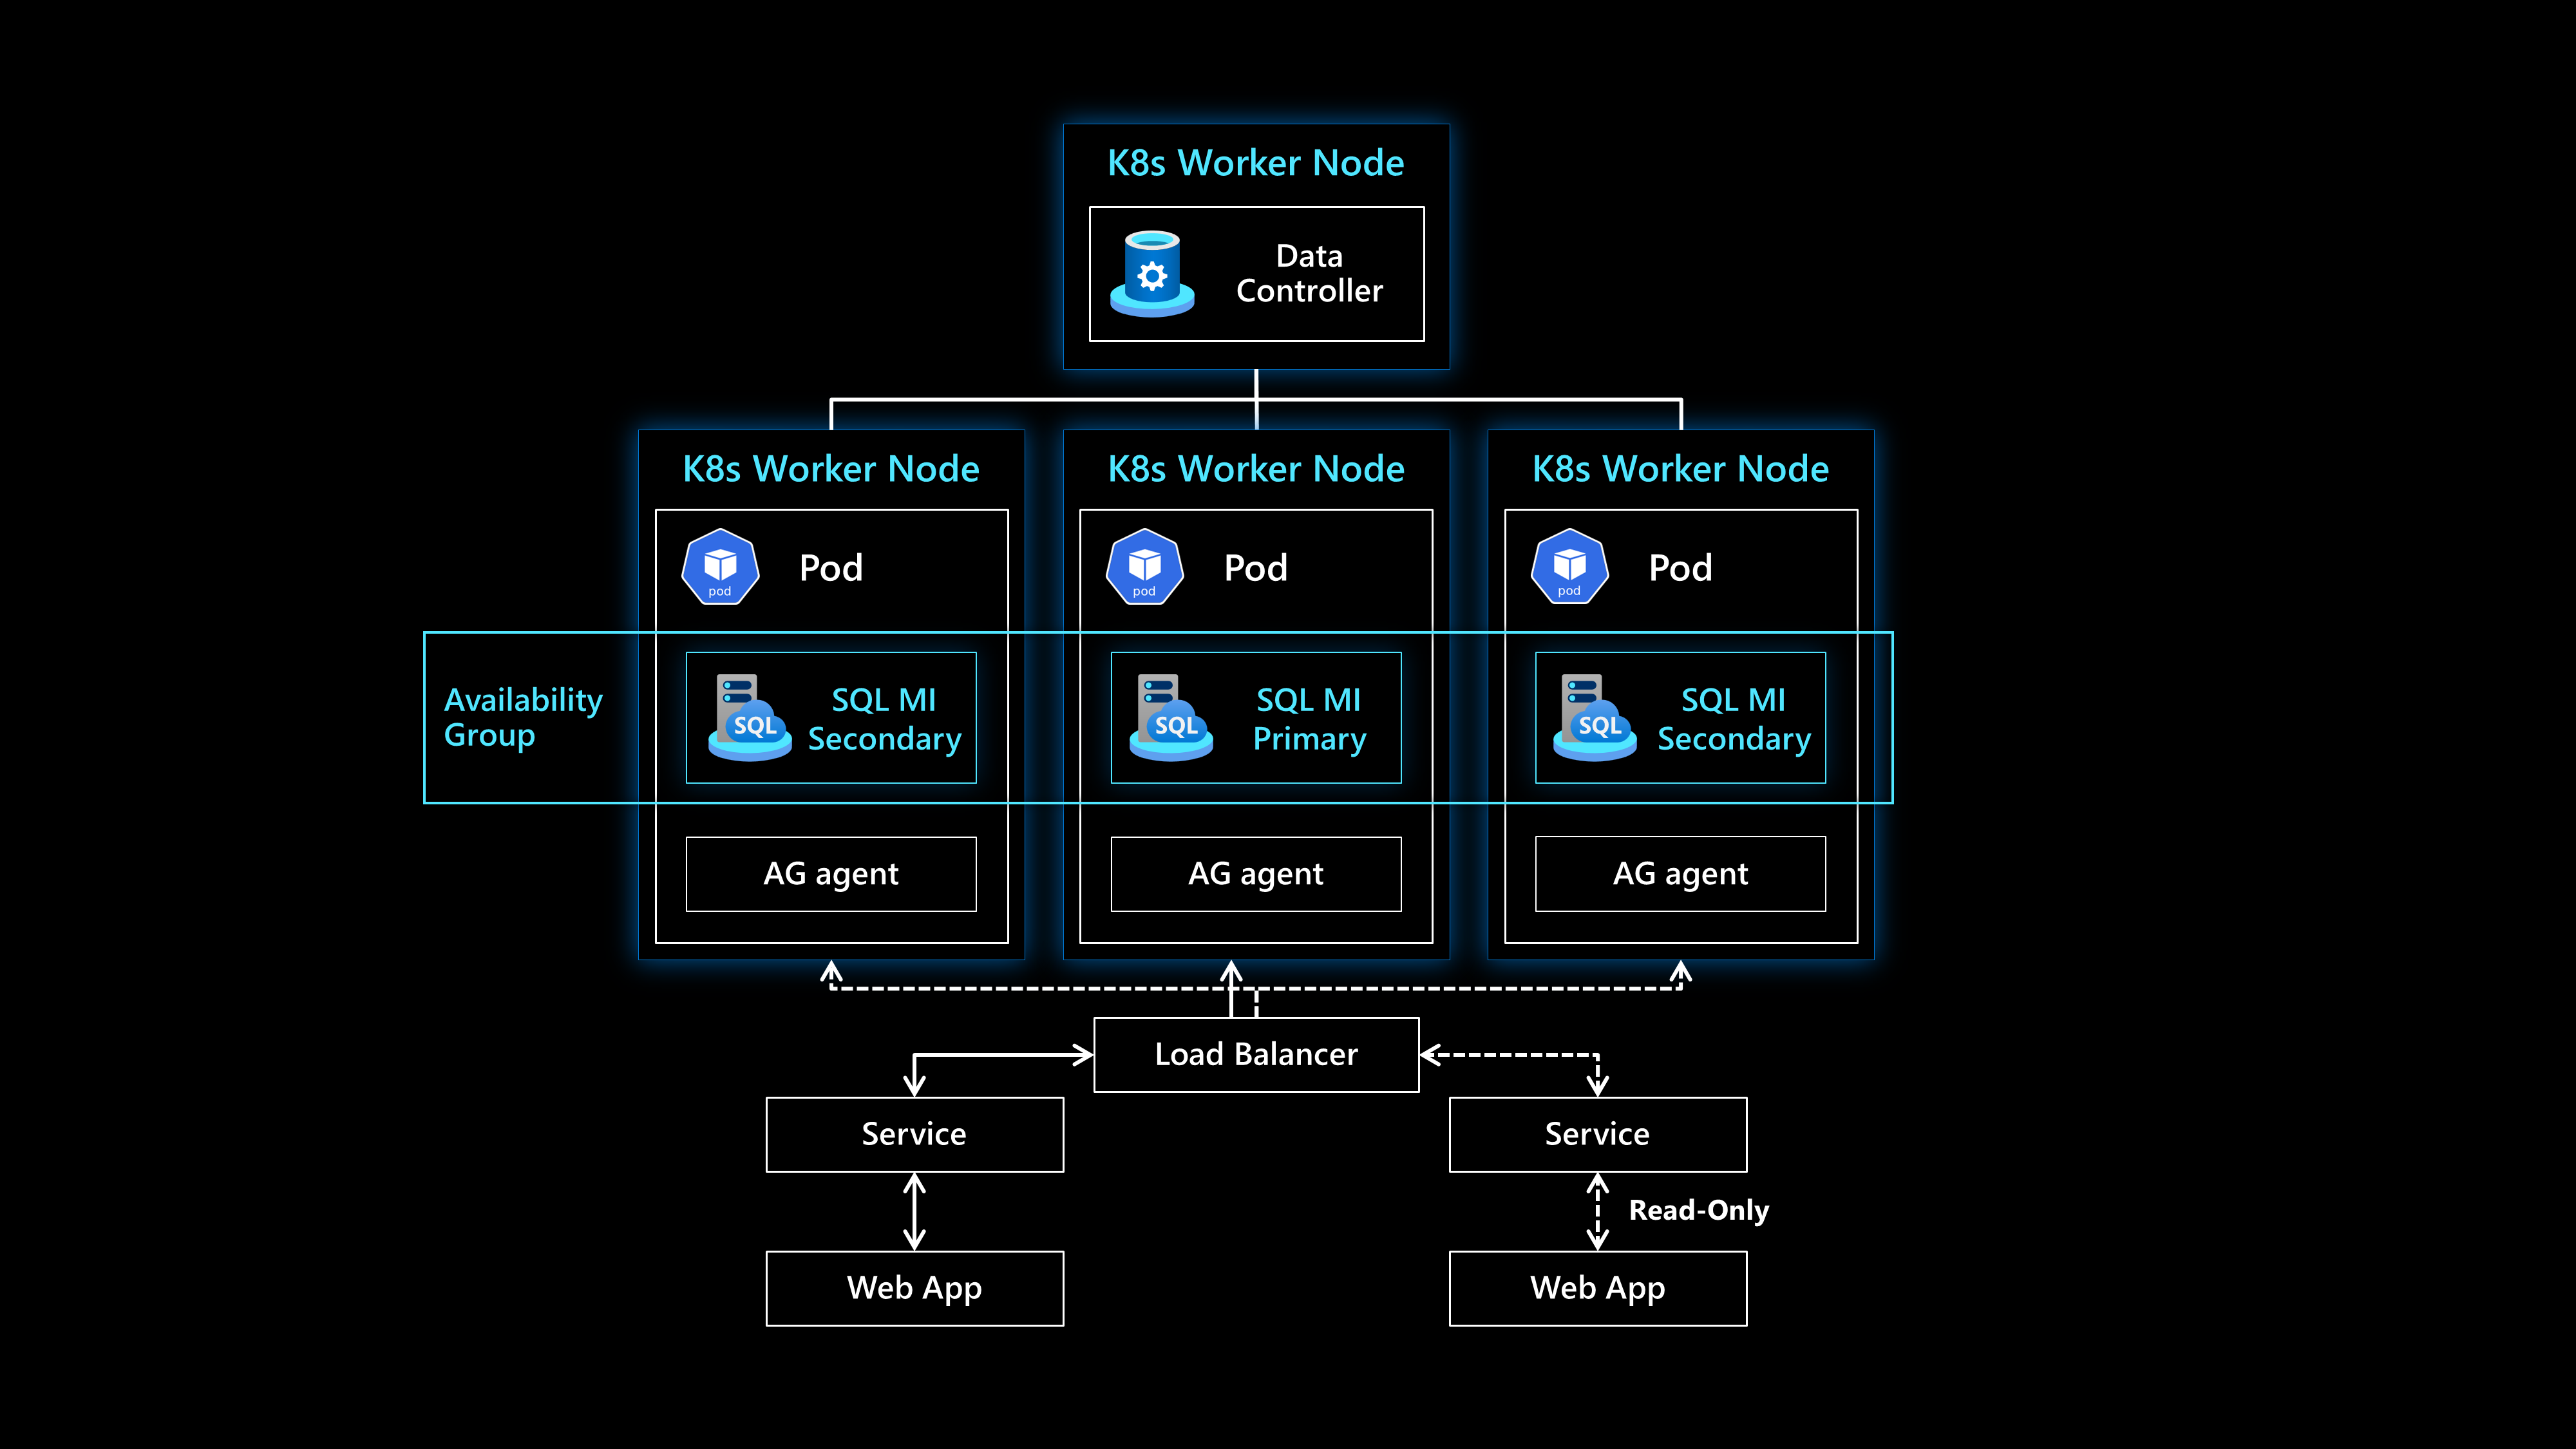 K8s Worker Node
Data
Controller
K8s Worker Node
K8s Worker Node
K8s Worker Node
pod
Pod
pod
Pod
pod
Pod
Availability
Group
SQL
SQL MI
Secondary
SQL
SQL MI
Primary
SQL
SQL MI
Secondary
AG agent
AG agent
AG agent
Load Balancer
Service
Service
Read-Only
Web App
Web App